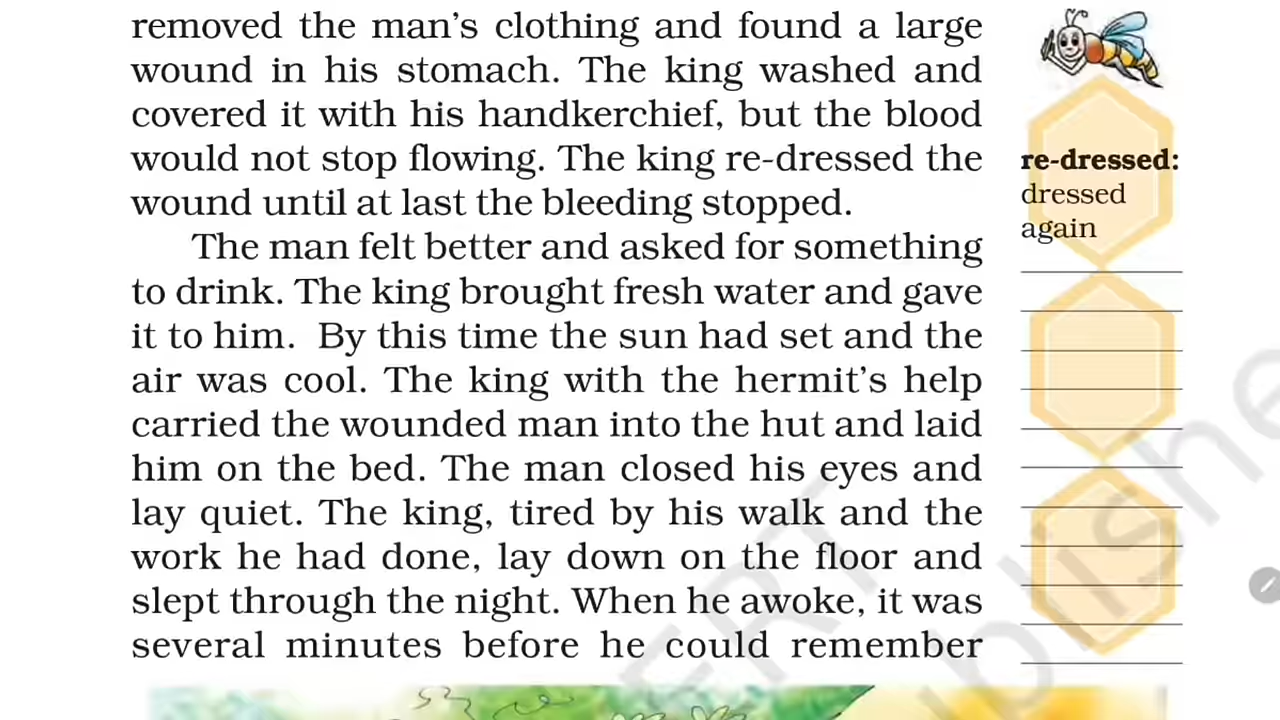 removed the man’s clothing and found a large
wound in his stomach. The king washed and
covered it with his handkerchief, but the blood
would not stop flowing. The king re-dressed the
wound until at last the bleeding stopped.
The man felt better and asked for something
to drink. The king brought fresh water and gave
it to him. By this time the sun had set and the
air was cool. The king with the hermit’s help
carried the wounded man into the hut and laid
him on the bed. The man closed his eyes and
lay quiet. The king, tired by his walk and the
work he had done, lay down on the floor and
slept through the night. When he awoke, it was
several minutes before he could remember
re-dressed:
dressed
again